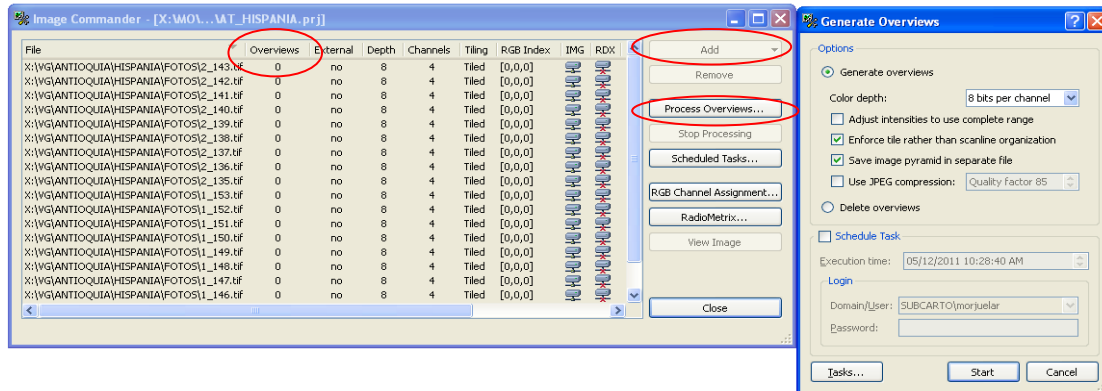 Image Commander - [X:\MO\...\AT_HISPANIA.prj]
File Overviews External Depth Channels Tiling RGB Index IMG RDX
X:\VG\ANTIOQUIA\HISPANIA\FOTOS\2_143.tif 0 no 8 4 Tiled [0,0,0]
X:\VG\ANTIOQUIA\HISPANIA\FOTOS\2_142.tif 0 no 8 4 Tiled [0,0,0]
X:\VG\ANTIOQUIA\HISPANIA\FOTOS\2_141.tif 0 no 8 4 Tiled [0,0,0]
X:\VG\ANTIOQUIA\HISPANIA\FOTOS\2_140.tif 0 no 8 4 Tiled [0,0,0]
X:\VG\ANTIOQUIA\HISPANIA\FOTOS\2_139.tif 0 no 8 4 Tiled [0,0,0]
X:\VG\ANTIOQUIA\HISPANIA\FOTOS\2_138.tif 0 no 8 4 Tiled [0,0,0]
X:\VG\ANTIOQUIA\HISPANIA\FOTOS\2_137.tif 0 no 8 4 Tiled [0,0,0]
X:\VG\ANTIOQUIA\HISPANIA\FOTOS\2_136.tif 0 no 8 4 Tiled [0,0,0]
X:\VG\ANTIOQUIA\HISPANIA\FOTOS\2_135.tif 0 no 8 4 Tiled [0,0,0]
X:\VG\ANTIOQUIA\HISPANIA\FOTOS\1_153.tif 0 no 8 4 Tiled [0,0,0]
X:\VG\ANTIOQUIA\HISPANIA\FOTOS\1_152.tif 0 no 8 4 Tiled [0,0,0]
X:\VG\ANTIOQUIA\HISPANIA\FOTOS\1_151.tif 0 no 8 4 Tiled [0,0,0]
X:\VG\ANTIOQUIA\HISPANIA\FOTOS\1_150.tif 0 no 8 4 Tiled [0,0,0]
X:\VG\ANTIOQUIA\HISPANIA\FOTOS\1_149.tif 0 no 8 4 Tiled [0,0,0]
X:\VG\ANTIOQUIA\HISPANIA\FOTOS\1_148.tif 0 no 8 4 Tiled [0,0,0]
X:\VG\ANTIOQUIA\HISPANIA\FOTOS\1_147.tif 0 no 8 4 Tiled [0,0,0]
X:\VG\ANTIOQUIA\HISPANIA\FOTOS\1_146.tif 0 no 8 4 Tiled [0,0,0]
Add
Remove
Process Overviews...
Stop Processing
Scheduled Tasks...
RGB Channel Assignment...
RadioMetrix...
View Image
Close
Generate Overviews
Options
Generate overviews
Color depth: 8 bits per channel
Adjust intensities to use complete range
Enforce tile rather than scanline organization
Save image pyramid in separate file
Use JPEG compression: Quality factor 85
Delete overviews
Schedule Task
Execution time: 05/12/2011 10:28:40 AM
Login
Domain/User: SUBCARTO\morjuelar
Password:
Tasks... Start Cancel